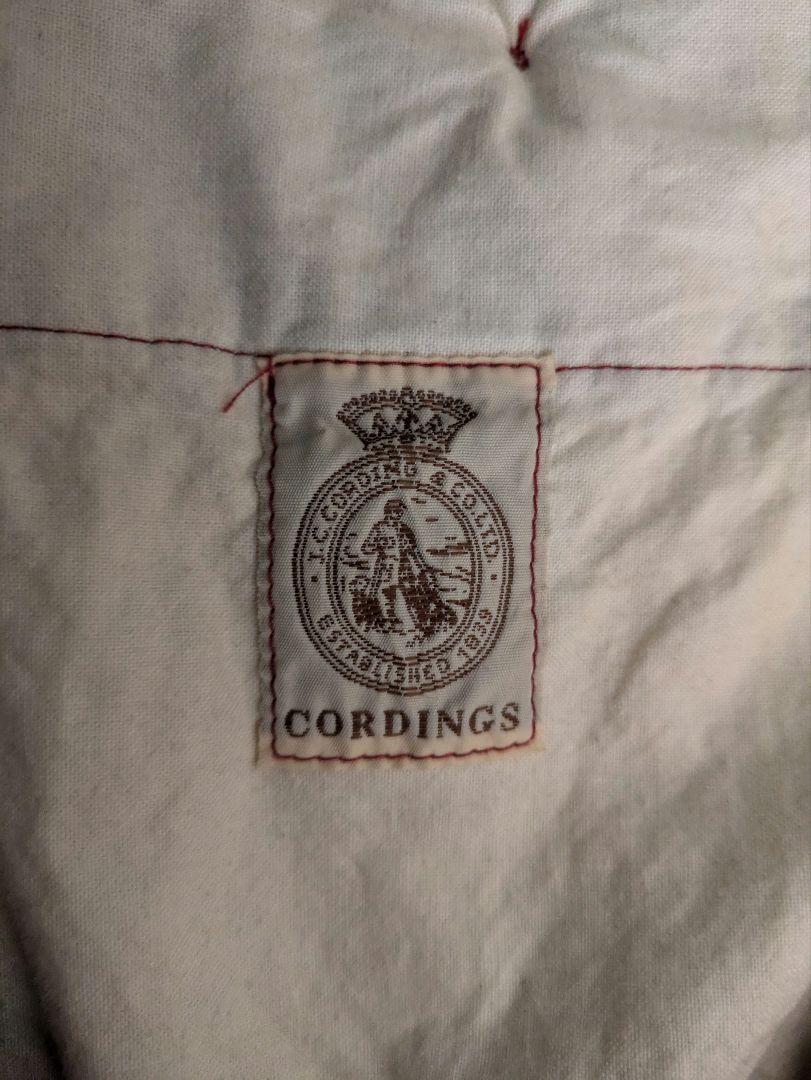 · J.C. CORDING & CO. LTD. ·
ESTABLISHED 1839
CORDINGS